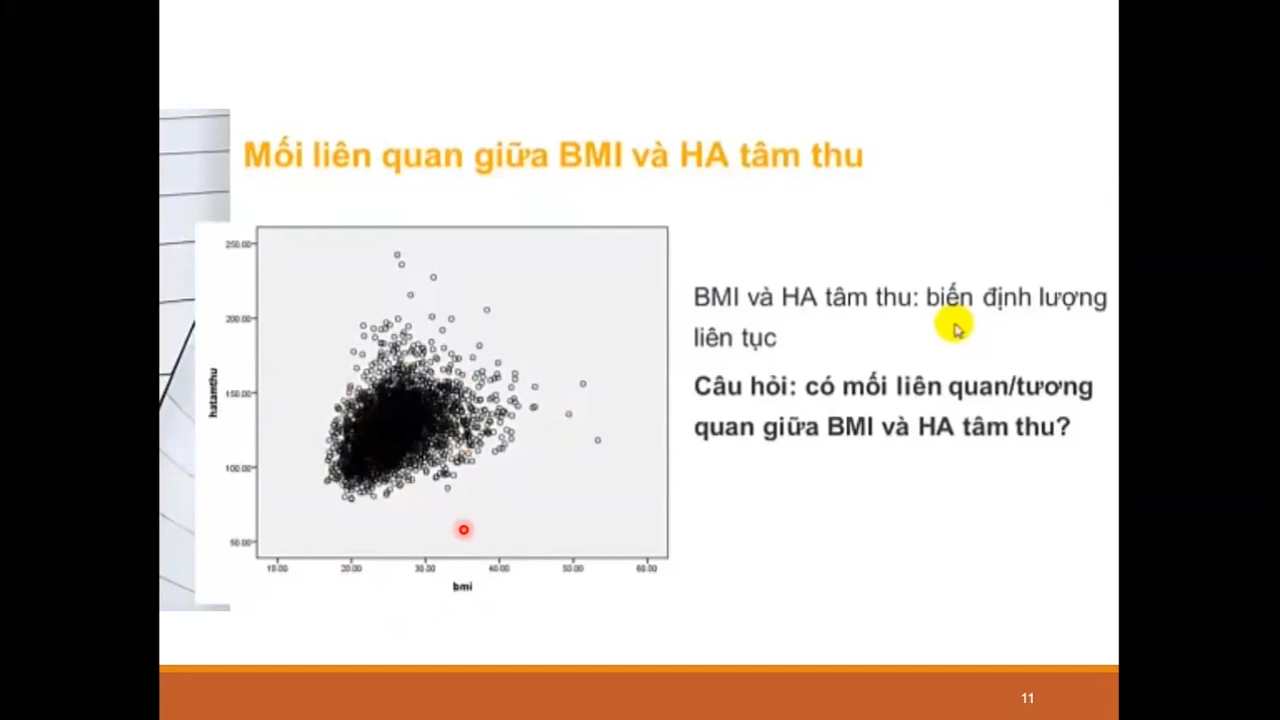 Mối liên quan giữa BMI và HA tâm thu
250.00
200.00
150.00
100.00
50.00
hatamthu
10.00 20.00 30.00 40.00 50.00 60.00
bmi
BMI và HA tâm thu: biến định lượng
liên tục
Câu hỏi: có mối liên quan/tương
quan giữa BMI và HA tâm thu?
11